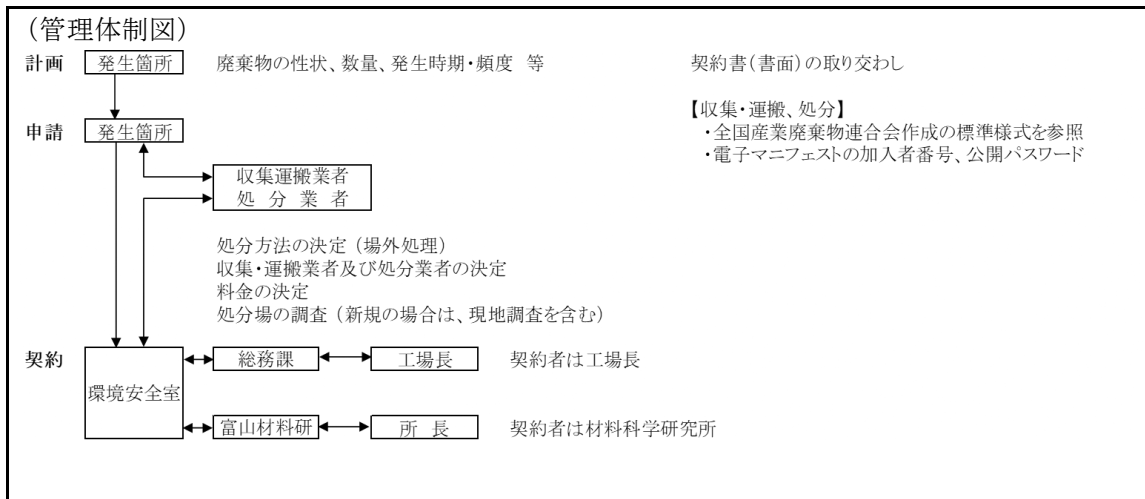 （管理体制図）
計画 発生箇所 廃棄物の性状、数量、発生時期・頻度 等 契約書（書面）の取り交わし
【収集・運搬、処分】
申請 発生箇所 ・全国産業廃棄物連合会作成の標準様式を参照
・電子マニフェストの加入者番号、公開パスワード
収集運搬業者
処 分 業 者
処分方法の決定（場外処理）
収集・運搬業者及び処分業者の決定
料金の決定
処分場の調査（新規の場合は、現地調査を含む）
契約 総務課 工場長 契約者は工場長
環境安全室
富山材料研 所 長 契約者は材料科学研究所